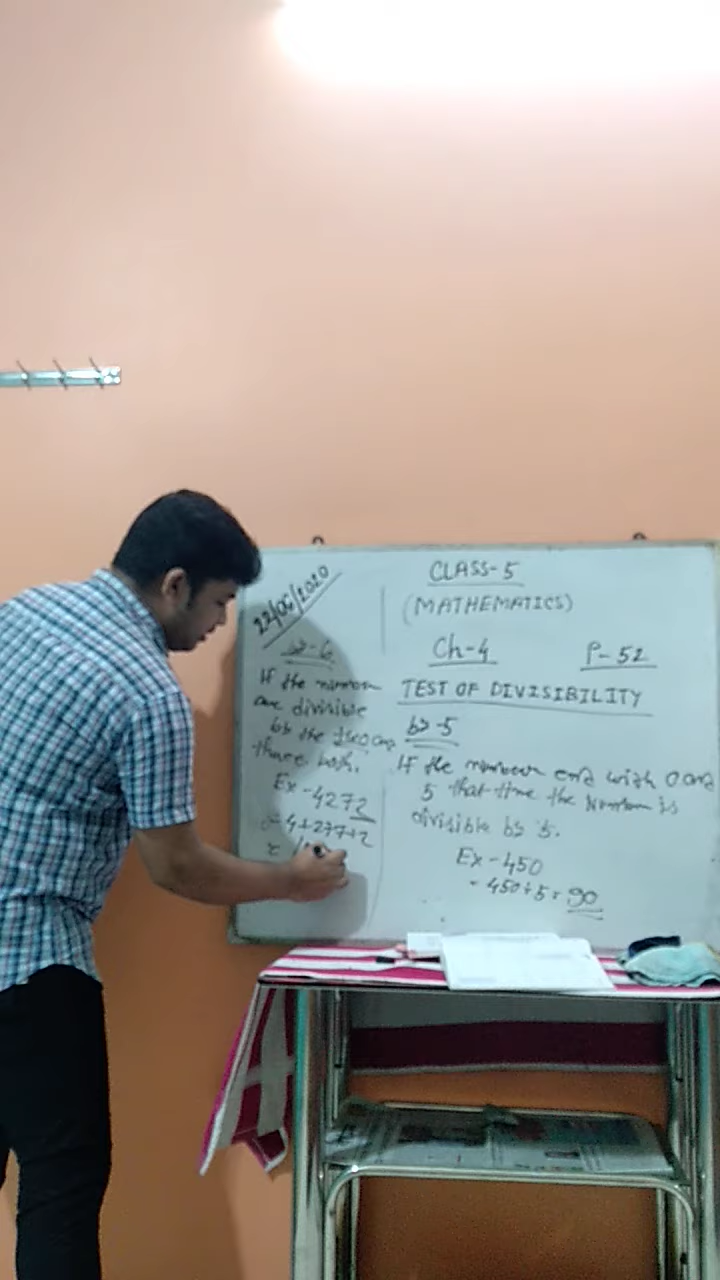 22/06/2020
CLASS-5
(MATHEMATICS)
Ch-4
P-52
TEST OF DIVISIBILITY
by-6
If the number
are divisible
by the two and
three both.
Ex-4272
= 4+2+7+2
by-5
If the number end with 0 and
5 that time the Number is
divisible by 5.
Ex-450
= 450÷5=90